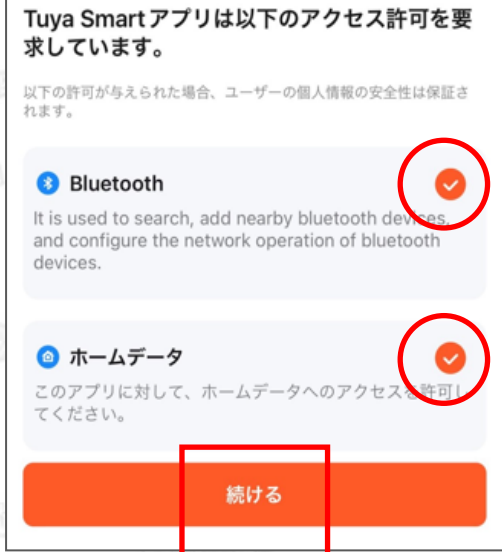 Tuya Smartアプリは以下のアクセス許可を要
求しています。
以下の許可が与えられた場合、ユーザーの個人情報の安全性は保証さ
れます。
Bluetooth
It is used to search, add nearby bluetooth devices,
and configure the network operation of bluetooth
devices.
ホームデータ
このアプリに対して、ホームデータへのアクセスを許可し
てください。
続ける